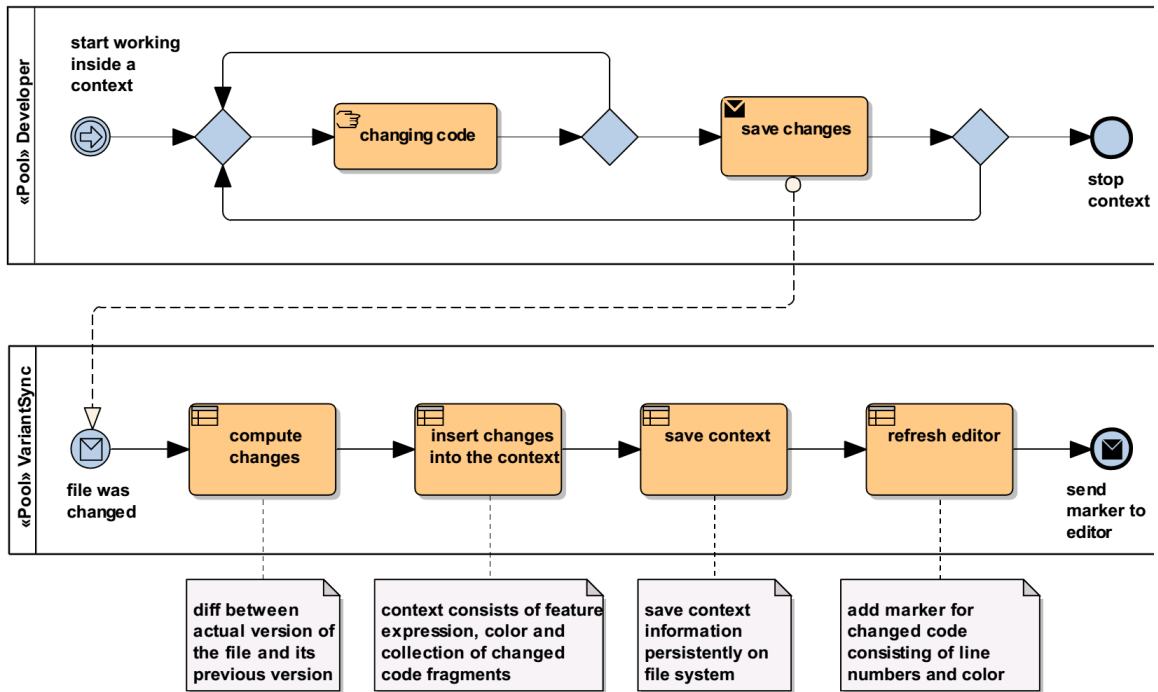 «Pool» Developer
start working
inside a
context
changing code
save changes
stop
context
«Pool» VariantSync
file was
changed
compute
changes
insert changes
into the context
save context
refresh editor
send
marker to
editor
diff between
actual version of
the file and its
previous version
context consists of feature
expression, color and
collection of changed
code fragments
save context
information
persistently on
file system
add marker for
changed code
consisting of line
numbers and color